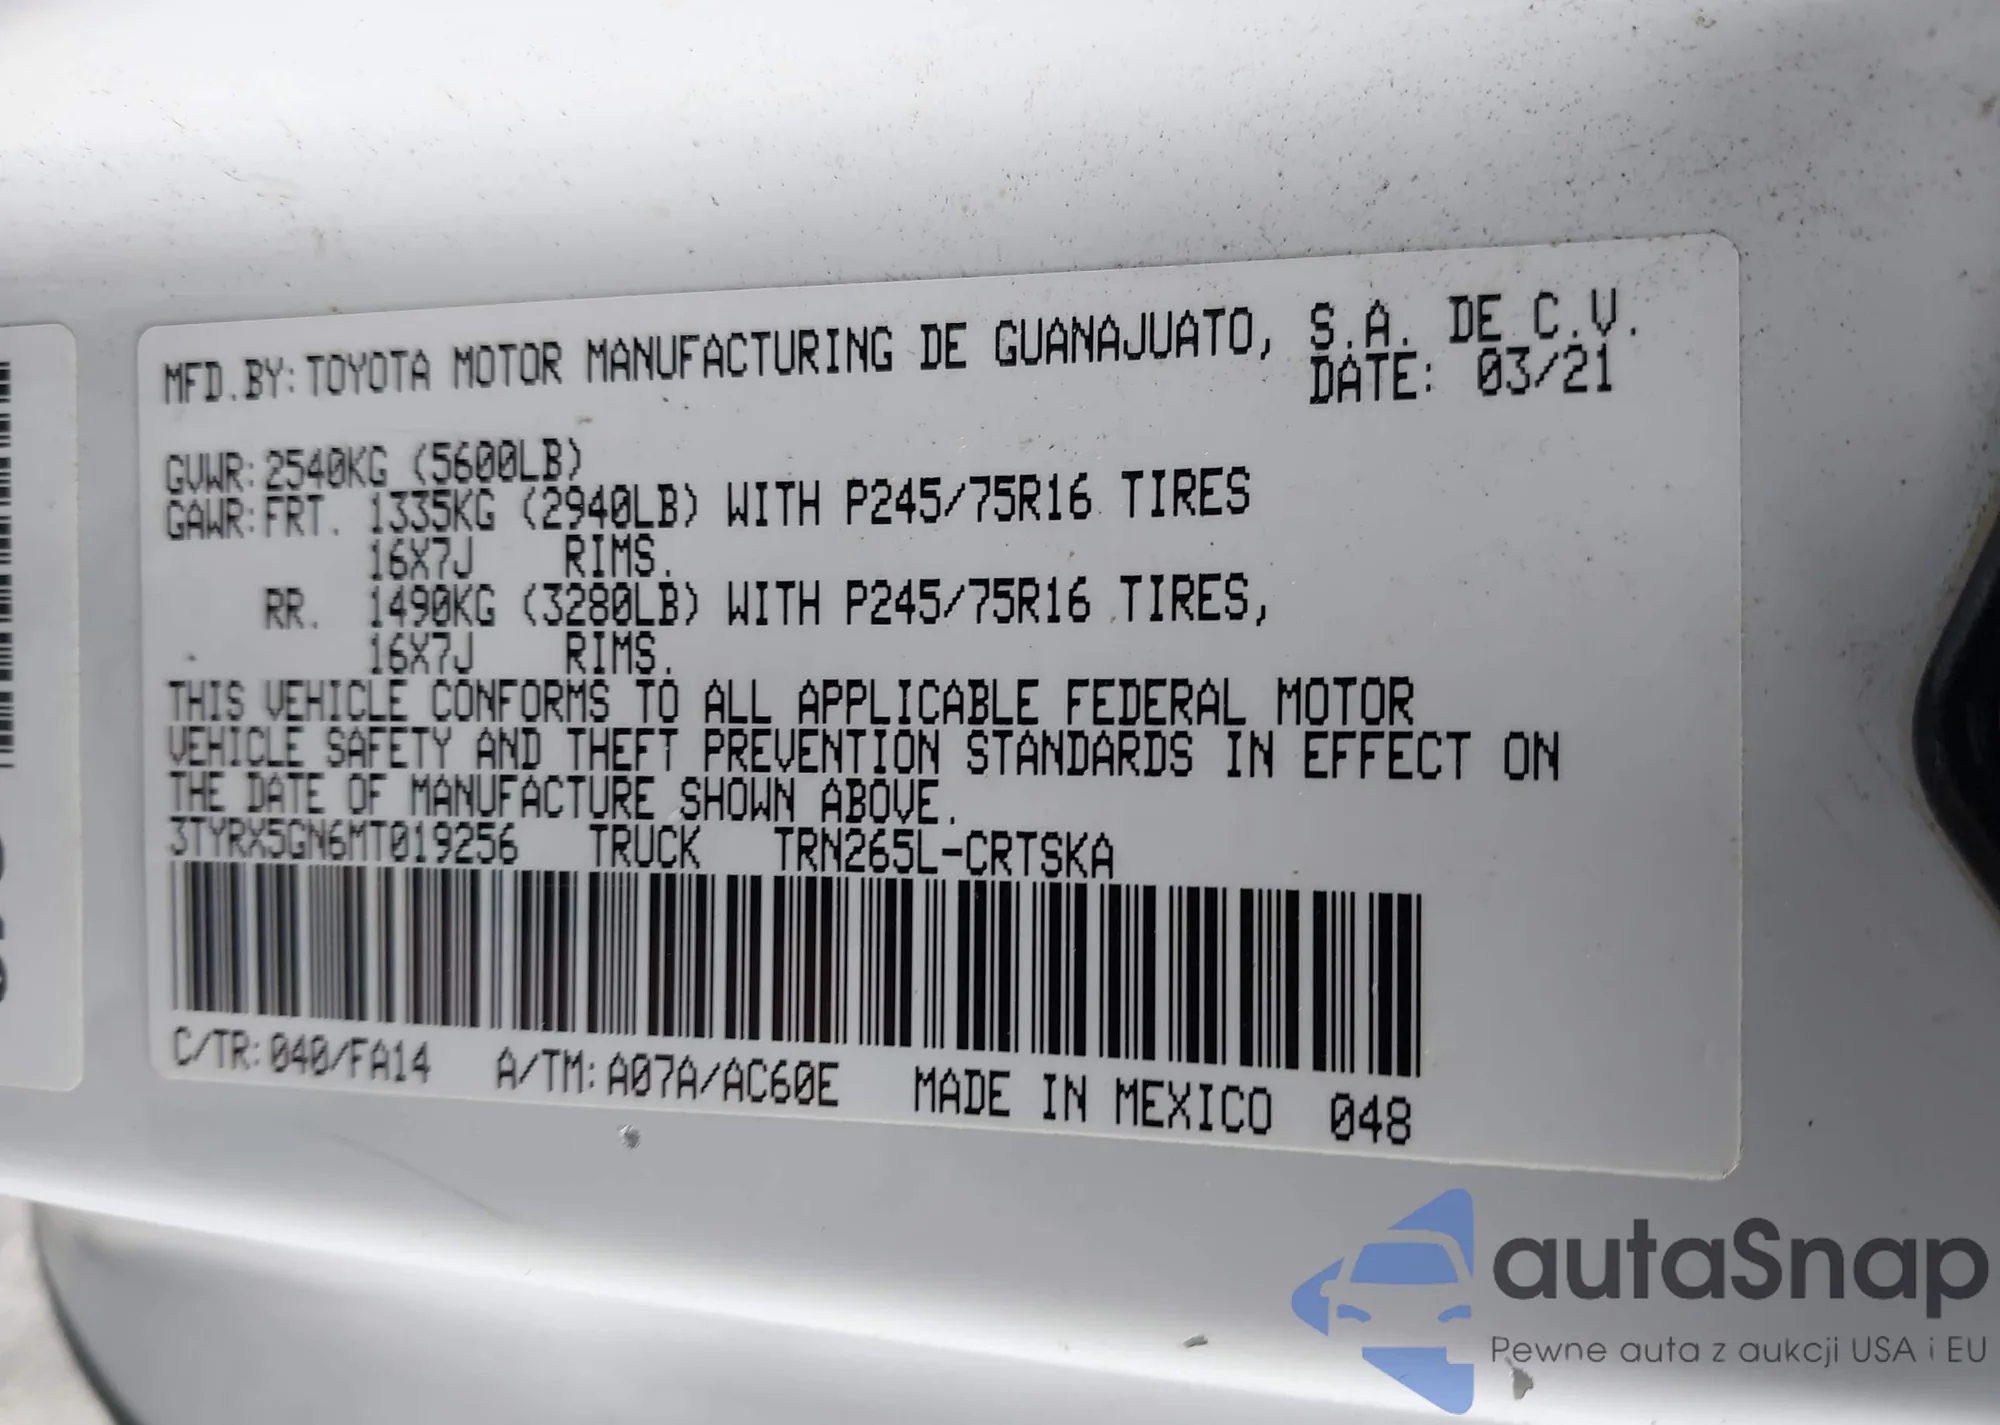 MFD.BY:TOYOTA MOTOR MANUFACTURING DE GUANAJUATO, S.A. DE C.V.
DATE: 03/21
GVWR:2540KG (5600LB)
GAWR:FRT. 1335KG (2940LB) WITH P245/75R16 TIRES
16X7J RIMS.
RR. 1490KG (3280LB) WITH P245/75R16 TIRES,
16X7J RIMS.
THIS VEHICLE CONFORMS TO ALL APPLICABLE FEDERAL MOTOR
VEHICLE SAFETY AND THEFT PREVENTION STANDARDS IN EFFECT ON
THE DATE OF MANUFACTURE SHOWN ABOVE.
3TYRX5GN6MT019256 TRUCK TRN265L-CRTSKA
C/TR:040/FA14 A/TM:A07A/AC60E MADE IN MEXICO 048
autaSnap
Pewne auta z aukcji USA i EU